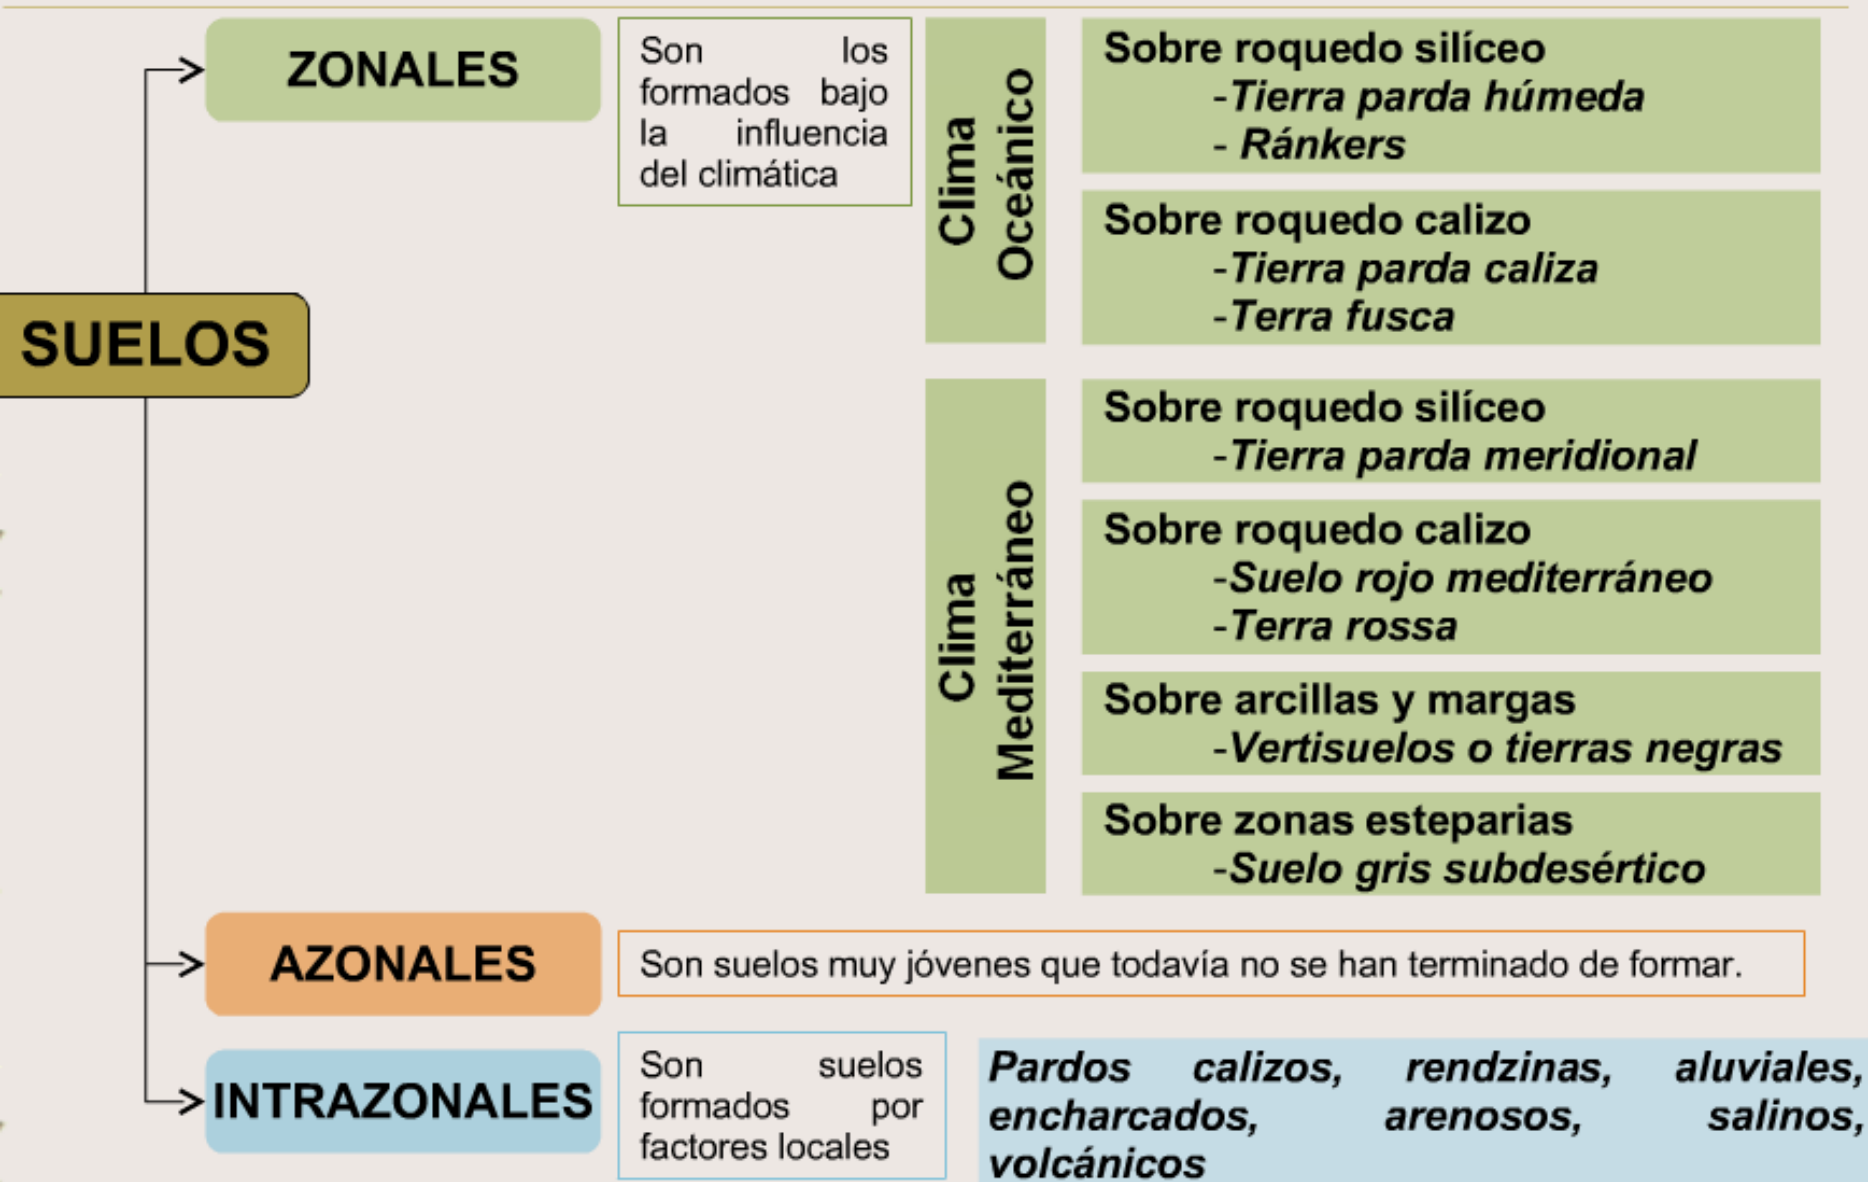 SUELOS
ZONALES
Son los
formados bajo
la influencia
del climática
Clima
Oceánico
Sobre roquedo silíceo
-Tierra parda húmeda
- Ránkers
Sobre roquedo calizo
-Tierra parda caliza
-Terra fusca
Clima
Mediterráneo
Sobre roquedo silíceo
-Tierra parda meridional
Sobre roquedo calizo
-Suelo rojo mediterráneo
-Terra rossa
Sobre arcillas y margas
-Vertisuelos o tierras negras
Sobre zonas esteparias
-Suelo gris subdesértico
AZONALES
Son suelos muy jóvenes que todavía no se han terminado de formar.
INTRAZONALES
Son suelos
formados por
factores locales
Pardos calizos, rendzinas, aluviales,
encharcados, arenosos, salinos,
volcánicos